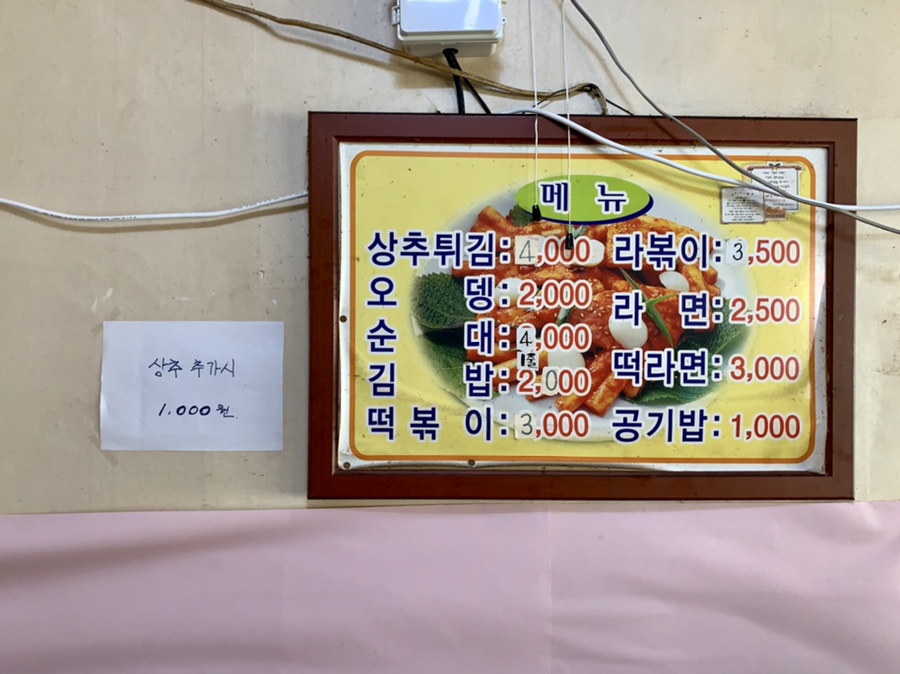 메 뉴
상추튀김: 4,000
오 뎅: 2,000
순 대: 4,000
김 밥: 1줄 2,000
떡 볶 이: 3,000
라볶이: 3,500
라 면: 2,500
떡라면: 3,000
공기밥: 1,000
상추 추가시
1,000원